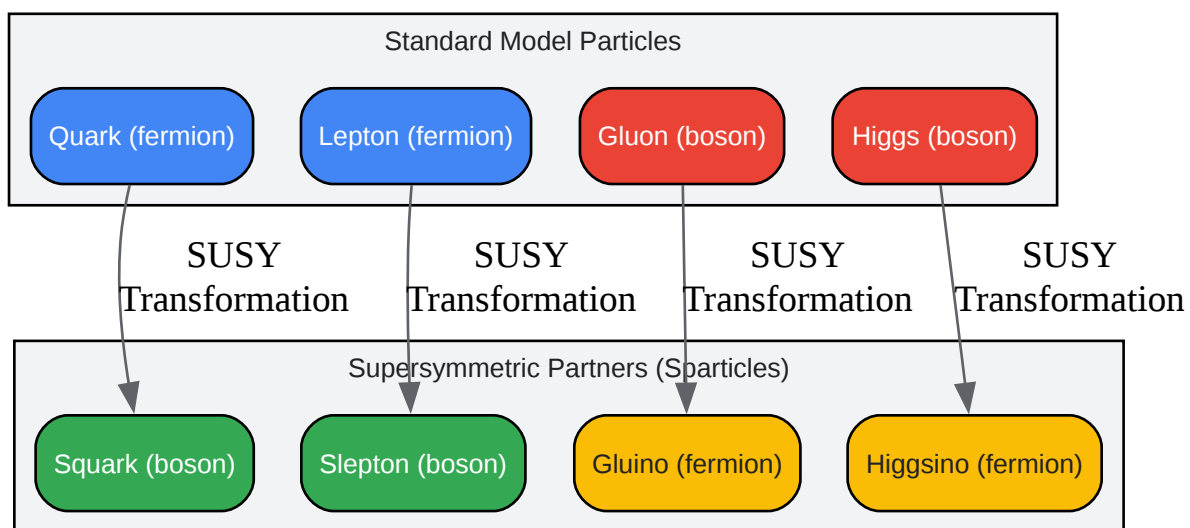 Standard Model Particles
Quark (fermion)
Lepton (fermion)
Gluon (boson)
Higgs (boson)
SUSY
Transformation
SUSY
Transformation
SUSY
Transformation
SUSY
Transformation
Supersymmetric Partners (Sparticles)
Squark (boson)
Slepton (boson)
Gluino (fermion)
Higgsino (fermion)